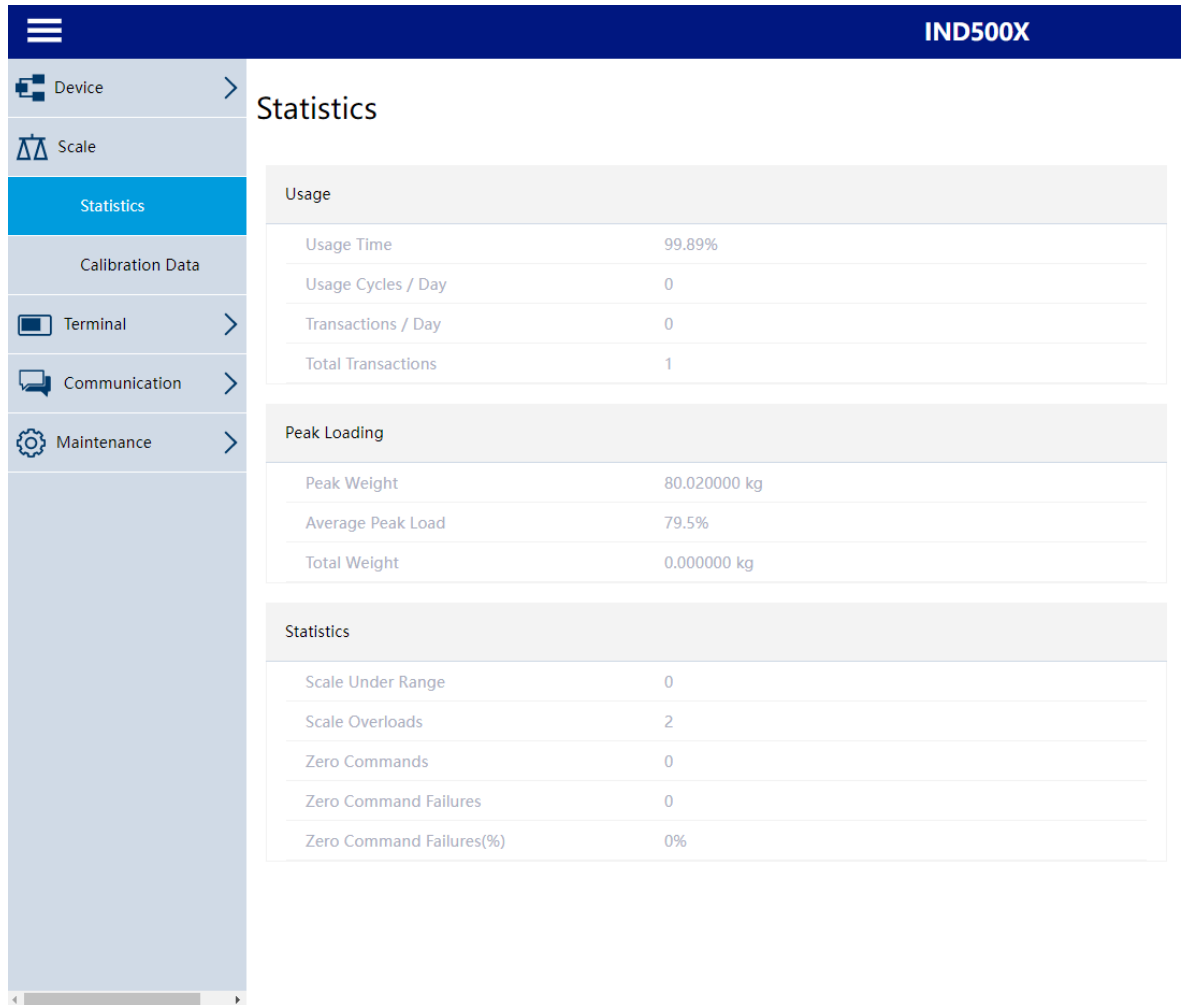 IND500X
Device
Scale
Statistics
Calibration Data
Terminal
Communication
Maintenance
Statistics
Usage
Usage Time 99.89%
Usage Cycles / Day 0
Transactions / Day 0
Total Transactions 1
Peak Loading
Peak Weight 80.020000 kg
Average Peak Load 79.5%
Total Weight 0.000000 kg
Statistics
Scale Under Range 0
Scale Overloads 2
Zero Commands 0
Zero Command Failures 0
Zero Command Failures(%) 0%